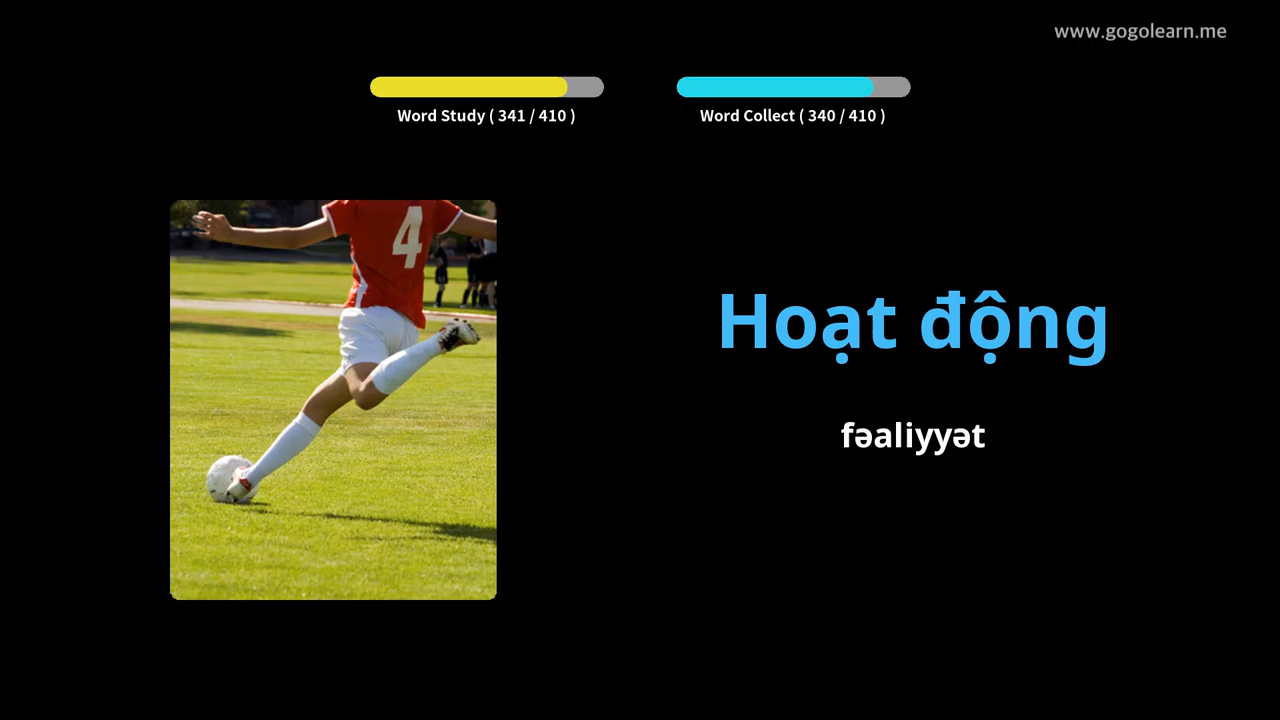 www.gogolearn.me
Word Study ( 341 / 410 )
Word Collect ( 340 / 410 )
4
Hoạt động
fəaliyyət